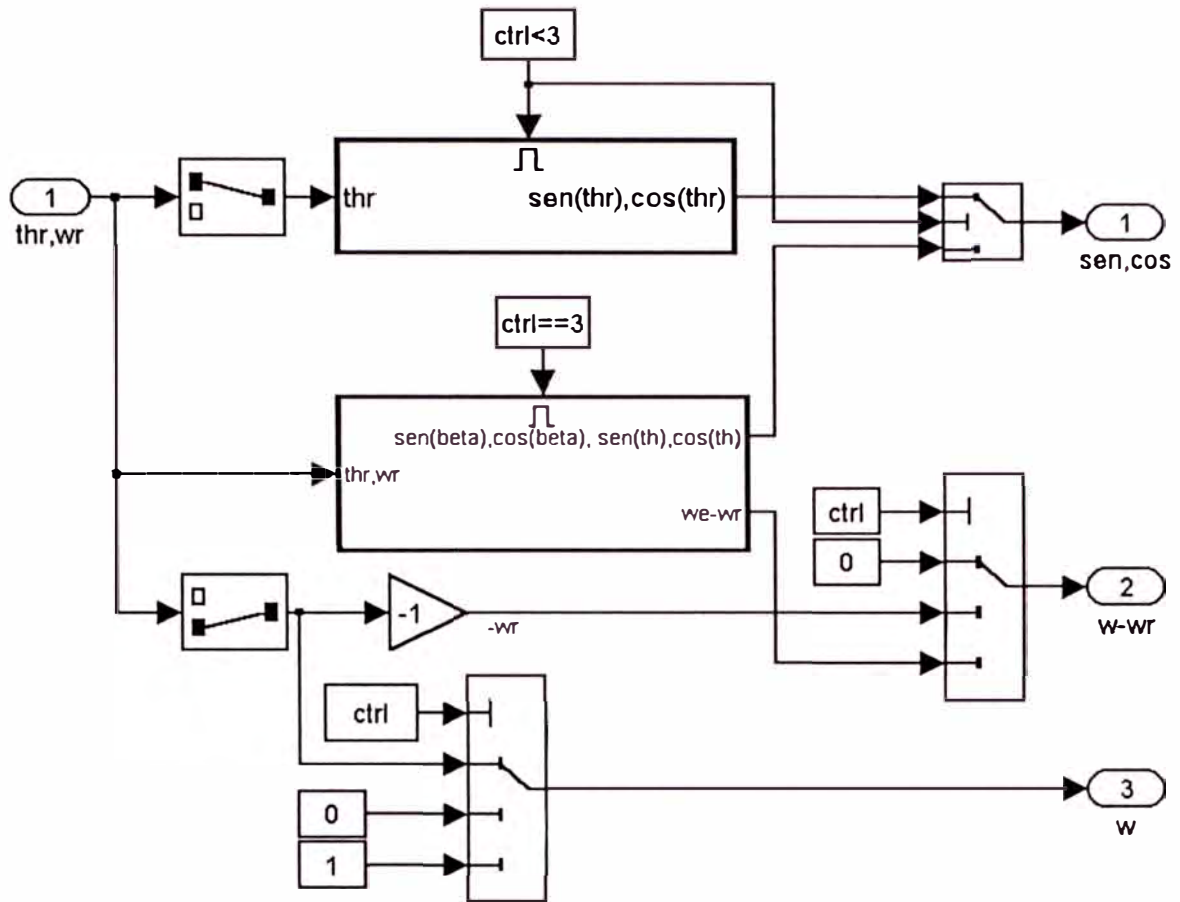 ctrl<3
1
thr,wr
thr
sen(thr),cos(thr)
1
sen,cos
ctrl==3
sen(beta),cos(beta), sen(th),cos(th)
thr,wr
we-wr
ctrl
0
-1
-wr
2
w-wr
ctrl
0
1
3
w